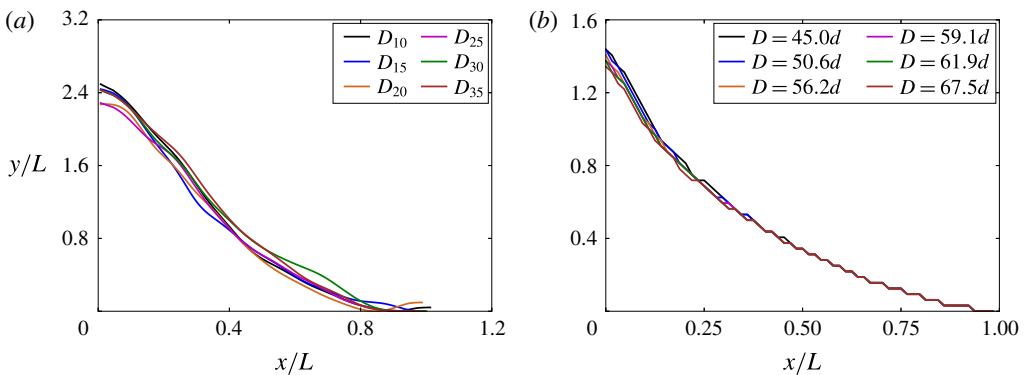 (a)
3.2
2.4
1.6
0.8
0
0.4
0.8
1.2
y/L
x/L
D10 D25
D15 D30
D20 D35
(b)
1.6
1.2
0.8
0.4
0
0.25
0.50
0.75
1.00
x/L
D = 45.0d D = 59.1d
D = 50.6d D = 61.9d
D = 56.2d D = 67.5d